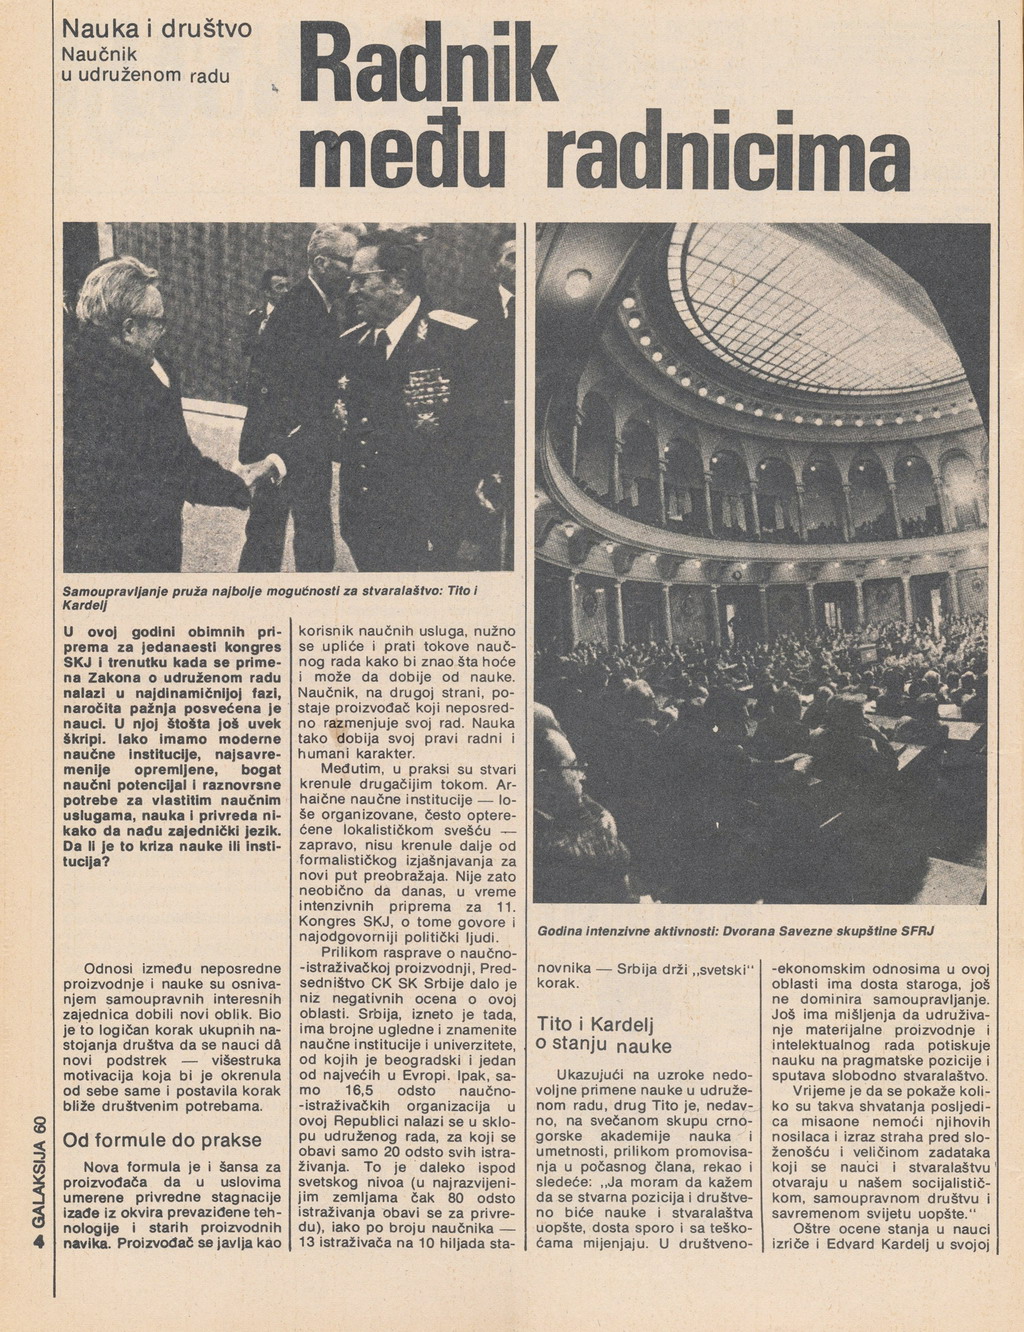 Nauka i društvo
Naučnik
u udruženom radu
Radnik
među radnicima
Samoupravljanje pruža najbolje mogućnosti za stvaralaštvo: Tito i
Kardelj
U ovoj godini obimnih pri-
prema za jedanaesti kongres
SKJ i trenutku kada se prime-
na Zakona o udruženom radu
nalazi u najdinamičnijoj fazi,
naročita pažnja posvećena je
nauci. U njoj štošta još uvek
škripi. Iako imamo moderne
naučne institucije, najsavre-
menije opremljene, bogat
naučni potencijal i raznovrsne
potrebe za vlastitim naučnim
uslugama, nauka i privreda ni-
kako da nađu zajednički jezik.
Da li je to kriza nauke ili insti-
tucija?
Odnosi između neposredne
proizvodnje i nauke su osniva-
njem samoupravnih interesnih
zajednica dobili novi oblik. Bio
je to logičan korak ukupnih na-
stojanja društva da se nauci dâ
novi podstrek — višestruka
motivacija koja bi je okrenula
od sebe same i postavila korak
bliže društvenim potrebama.
Od formule do prakse
Nova formula je i šansa za
proizvođača da u uslovima
umerene privredne stagnacije
izađe iz okvira prevaziđene teh-
nologije i starih proizvodnih
navika. Proizvođač se javlja kao
korisnik naučnih usluga, nužno
se upliće i prati tokove nauč-
nog rada kako bi znao šta hoće
i može da dobije od nauke.
Naučnik, na drugoj strani, po-
staje proizvođač koji neposred-
no razmenjuje svoj rad. Nauka
tako dobija svoj pravi radni i
humani karakter.
Međutim, u praksi su stvari
krenule drugačijim tokom. Ar-
haične naučne institucije — lo-
še organizovane, često optere-
ćene lokalističkom svešću —
zapravo, nisu krenule dalje od
formalističkog izjašnjavanja za
novi put preobražaja. Nije zato
neobično da danas, u vreme
intenzivnih priprema za 11.
Kongres SKJ, o tome govore i
najodgovorniji politički ljudi.
Prilikom rasprave o naučno-
-istraživačkoj proizvodnji, Pred-
sedništvo CK SK Srbije dalo je
niz negativnih ocena o ovoj
oblasti. Srbija, izneto je tada,
ima brojne ugledne i znamenite
naučne institucije i univerzitete,
od kojih je beogradski i jedan
od najvećih u Evropi. Ipak, sa-
mo 16,5 odsto naučno-
-istraživačkih organizacija u
ovoj Republici nalazi se u sklo-
pu udruženog rada, za koji se
obavi samo 20 odsto svih istra-
živanja. To je daleko ispod
svetskog nivoa (u najrazvijeni-
jim zemljama čak 80 odsto
istraživanja obavi se za privre-
du), iako po broju naučnika —
13 istraživača na 10 hiljada sta-
Godina intenzivne aktivnosti: Dvorana Savezne skupštine SFRJ
novnika — Srbija drži „svetski“
korak.
Tito i Kardelj
o stanju nauke
Ukazujući na uzroke nedo-
voljne primene nauke u udruže-
nom radu, drug Tito je, nedav-
no, na svečanom skupu crno-
gorske akademije nauka i
umetnosti, prilikom promovisa-
nja u počasnog člana, rekao i
sledeće: „Ja moram da kažem
da se stvarna pozicija i društve-
no biće nauke i stvaralaštva
uopšte, dosta sporo i sa teško-
ćama mijenjaju. U društveno-
-ekonomskim odnosima u ovoj
oblasti ima dosta staroga, još
ne dominira samoupravljanje.
Još ima mišljenja da udruživa-
nje materijalne proizvodnje i
intelektualnog rada potiskuje
nauku na pragmatske pozicije i
sputava slobodno stvaralaštvo.
Vrijeme je da se pokaže koli-
ko su takva shvatanja posljedi-
ca misaone nemoći njihovih
nosilaca i izraz straha pred slo-
ženošću i veličinom zadataka
koji se nauci i stvaralaštvu
otvaraju u našem socijalistič-
kom, samoupravnom društvu i
savremenom svijetu uopšte.“
Oštre ocene stanja u nauci
izriče i Edvard Kardelj u svojoj
4 GALAKSIJA 60